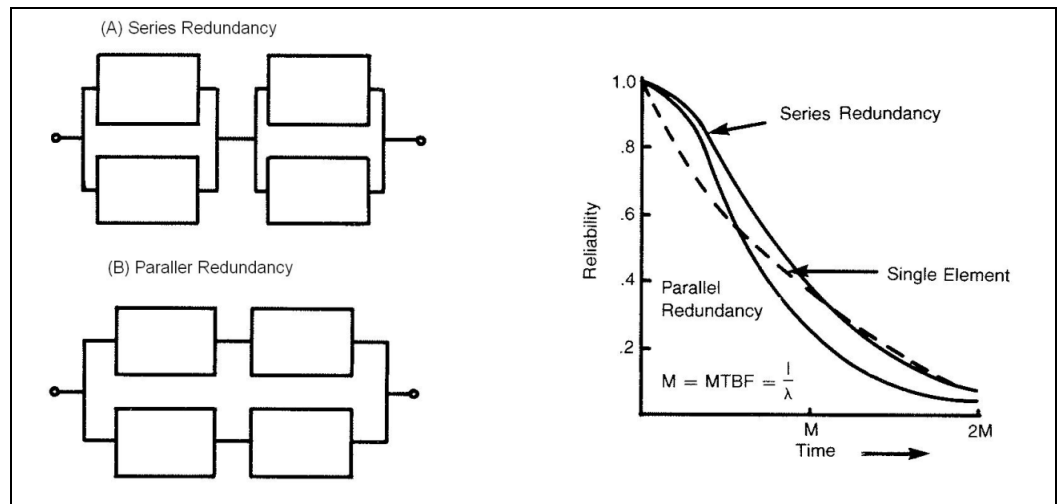 (A) Series Redundancy
(B) Paraller Redundancy
1.0
.8
.6
.4
.2
Reliability
Series Redundancy
Single Element
Parallel
Redundancy
M = MTBF = 1/λ
M
2M
Time